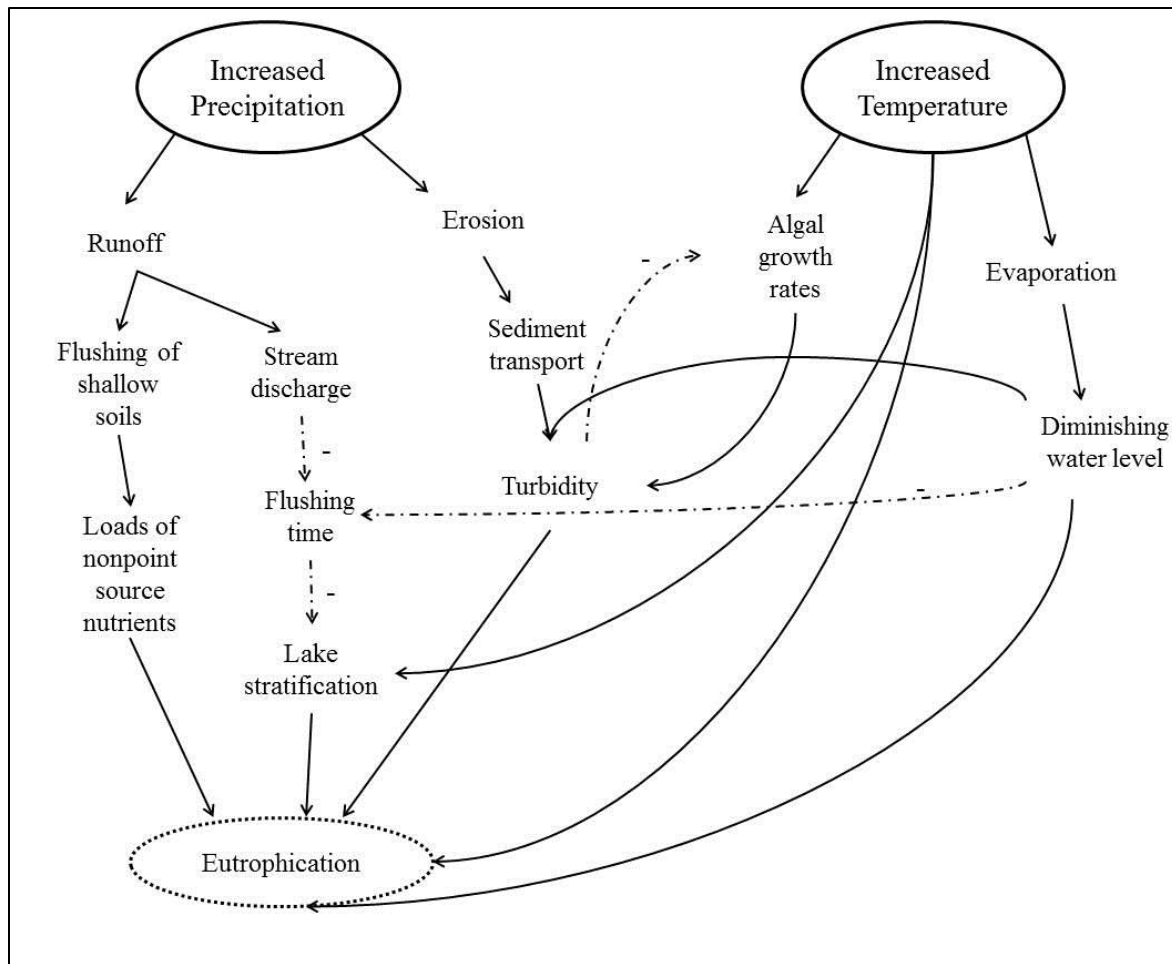 Increased
Precipitation
Increased
Temperature
Runoff
Erosion
Algal
growth
rates
Evaporation
-
Flushing of
shallow
soils
Stream
discharge
Sediment
transport
Diminishing
water level
-
Turbidity
-
Flushing
time
Loads of
nonpoint
source
nutrients
-
Lake
stratification
Eutrophication